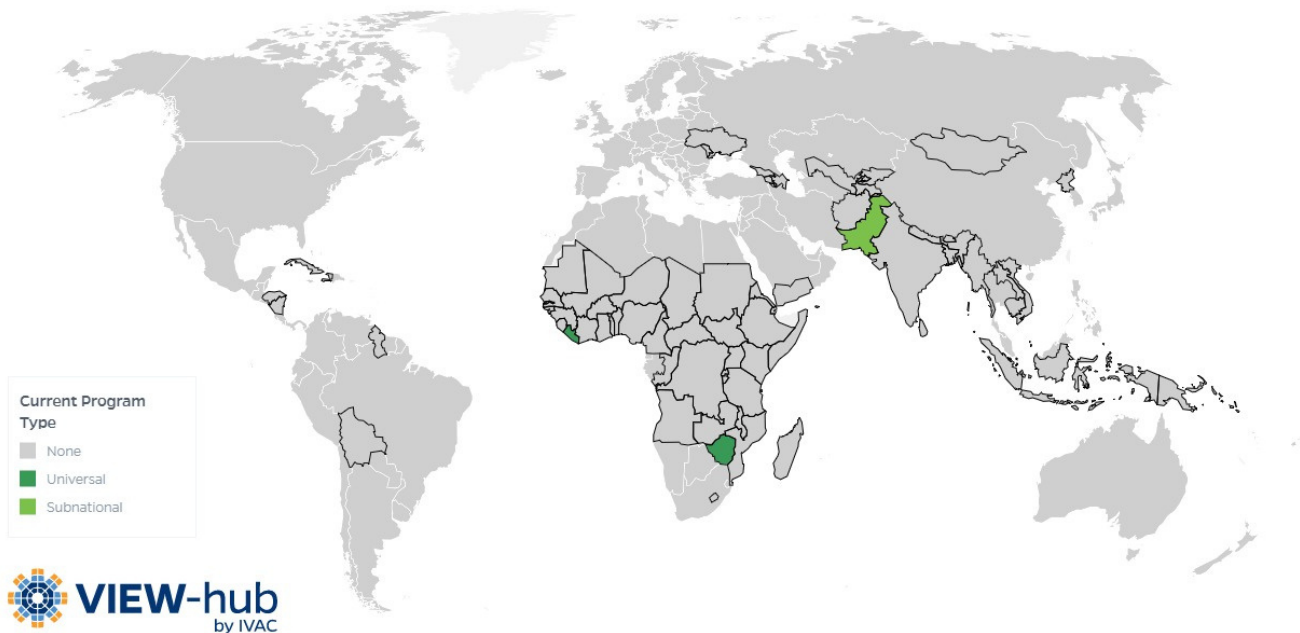 Current Program
Type
None
Universal
Subnational
VIEW-hub
by IVAC